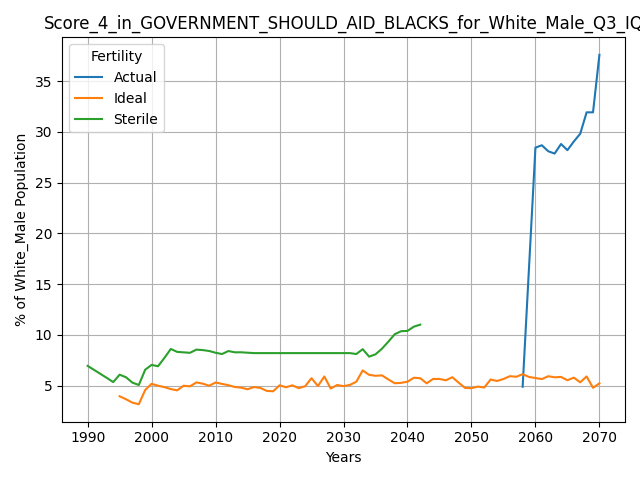 Score_4_in_GOVERNMENT_SHOULD_AID_BLACKS_for_White_Male_Q3_IQ
Fertility
Actual
Ideal
Sterile
% of White_Male Population
35
30
25
20
15
10
5
1990 2000 2010 2020 2030 2040 2050 2060 2070
Years